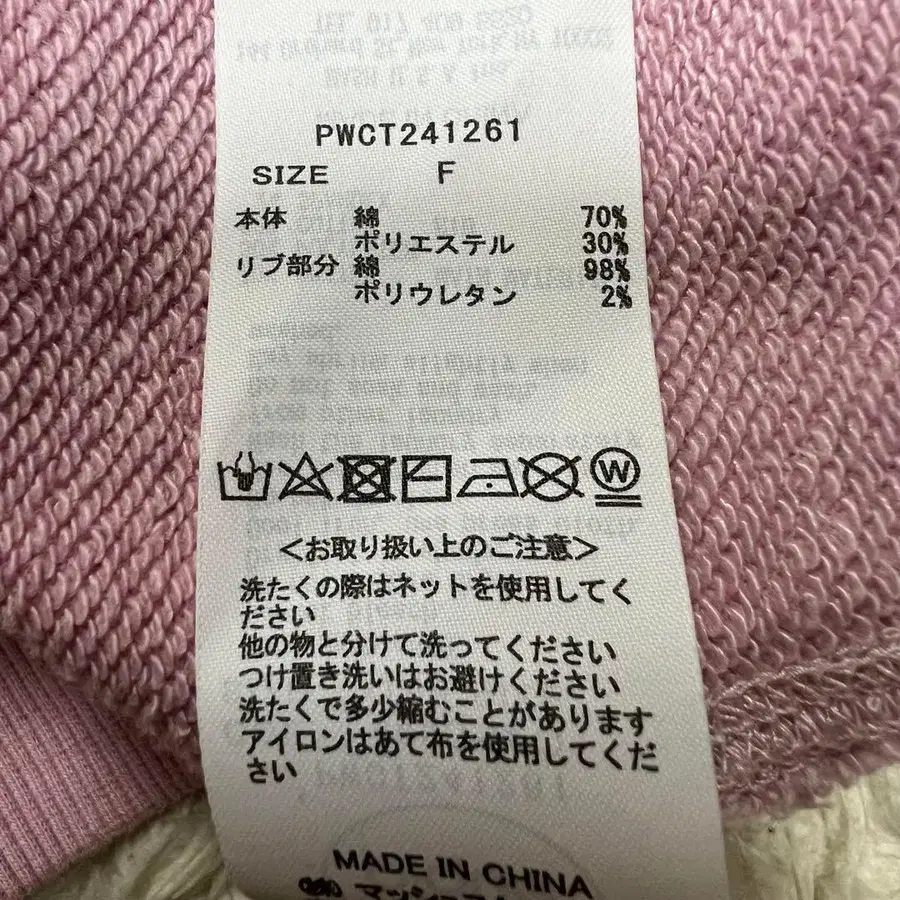 PWCT241261
SIZE F
本体 綿 70%
ポリエステル 30%
リブ部分 綿 98%
ポリウレタン 2%
W
<お取り扱い上のご注意>
洗たくの際はネットを使用してく
ださい
他の物と分けて洗ってください
つけ置き洗いはお避けください
洗たくで多少縮むことがあります
アイロンはあて布を使用してくだ
さい
MADE IN CHINA